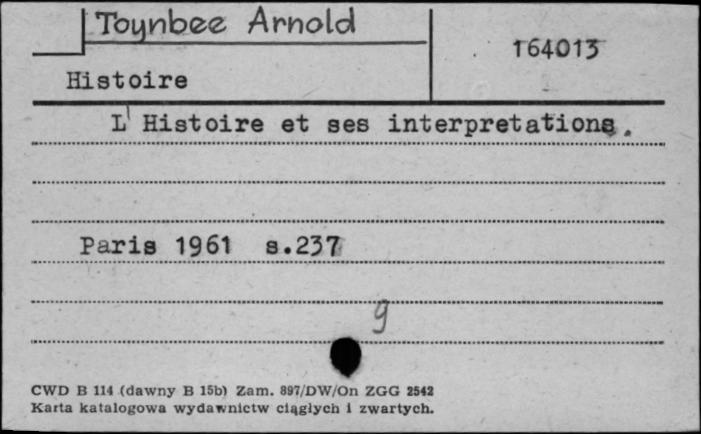 Toynbee Arnold
164013
Histoire
L'Histoire et ses interpretations.
Paris 1961 s.237
9
CWD B 114 (dawny B 15b) Zam. 897/DW/On ZGG 2542
Karta katalogowa wydawnictw ciągłych i zwartych.